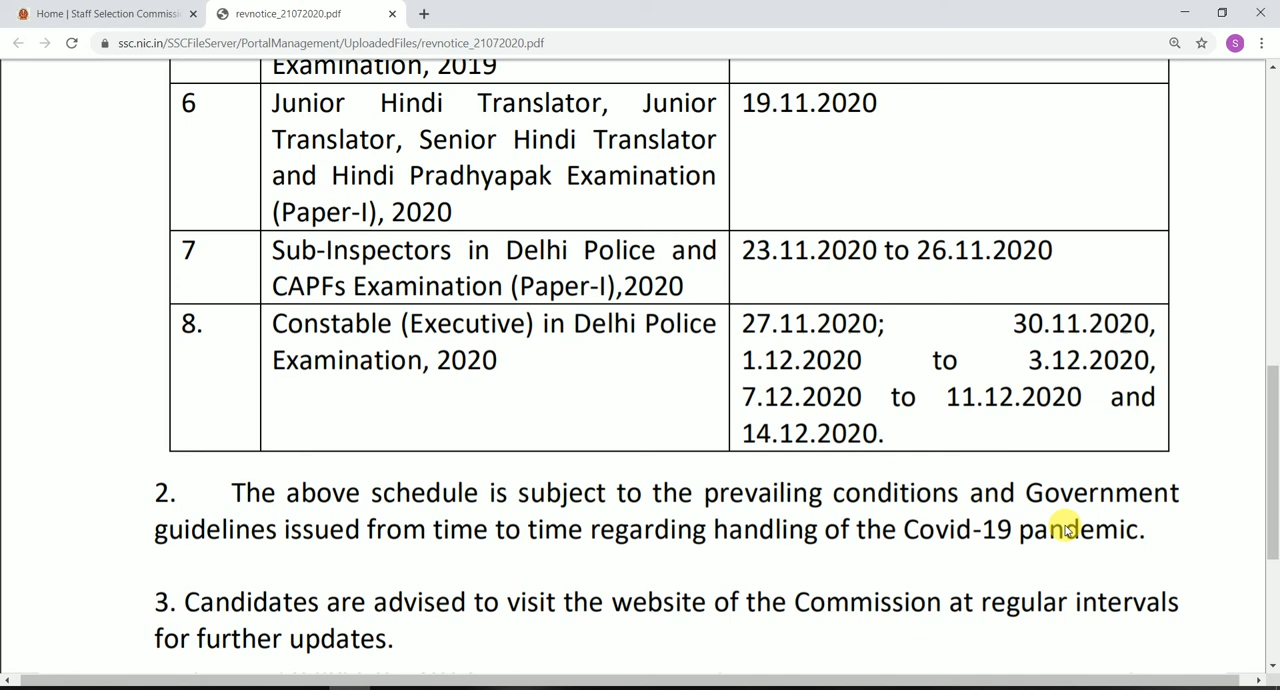 Home | Staff Selection Commissi
revnotice_21072020.pdf
ssc.nic.in/SSCFileServer/PortalManagement/UploadedFiles/revnotice_21072020.pdf
S
Examination, 2019
6 Junior Hindi Translator, Junior 19.11.2020
Translator, Senior Hindi Translator
and Hindi Pradhyapak Examination
(Paper-I), 2020
7 Sub-Inspectors in Delhi Police and 23.11.2020 to 26.11.2020
CAPFs Examination (Paper-I),2020
8. Constable (Executive) in Delhi Police 27.11.2020; 30.11.2020,
Examination, 2020 1.12.2020 to 3.12.2020,
7.12.2020 to 11.12.2020 and
14.12.2020.
2. The above schedule is subject to the prevailing conditions and Government
guidelines issued from time to time regarding handling of the Covid-19 pandemic.
3. Candidates are advised to visit the website of the Commission at regular intervals
for further updates.